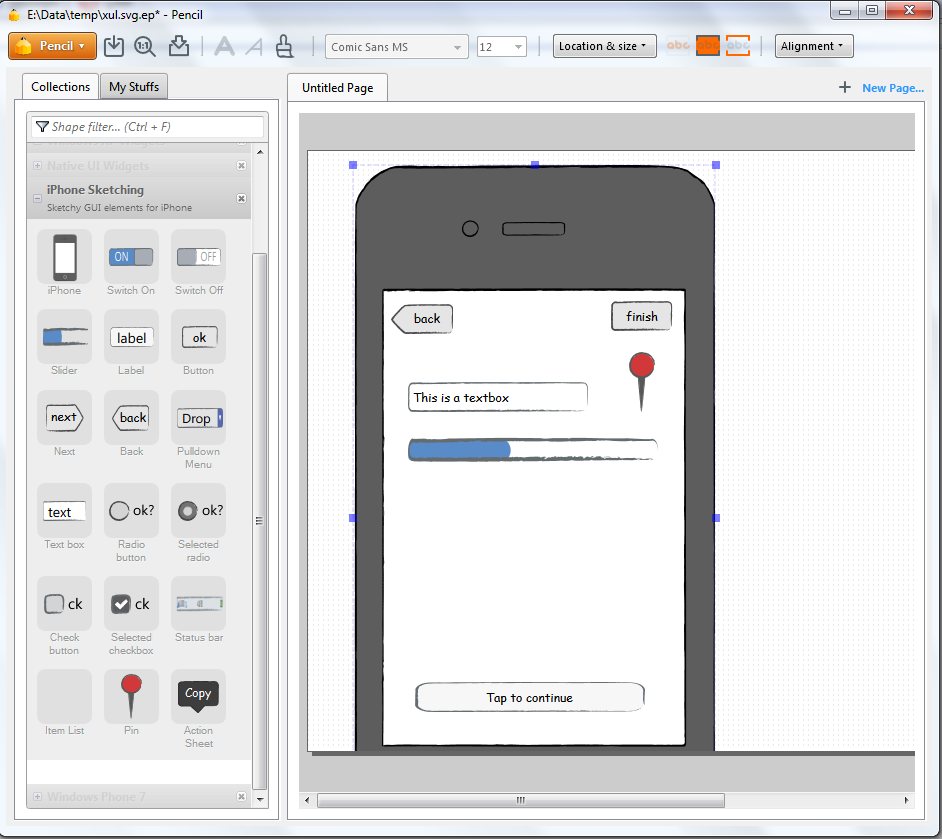 E:\Data\temp\xul.svg.ep* - Pencil
Pencil
1:1
A A
Comic Sans MS
12
Location & size
abc abc abc
Alignment
Collections
My Stuffs
Untitled Page
New Page...
Shape filter... (Ctrl + F)
Native UI Widgets
iPhone Sketching
Sketchy GUI elements for iPhone
ON
OFF
iPhone
Switch On
Switch Off
label
ok
Slider
Label
Button
next
back
Drop
Next
Back
Pulldown
Menu
text
ok?
ok?
Text box
Radio
button
Selected
radio
ck
ck
Check
button
Selected
checkbox
Status bar
Copy
Item List
Pin
Action
Sheet
Windows Phone 7
back
finish
This is a textbox
Tap to continue